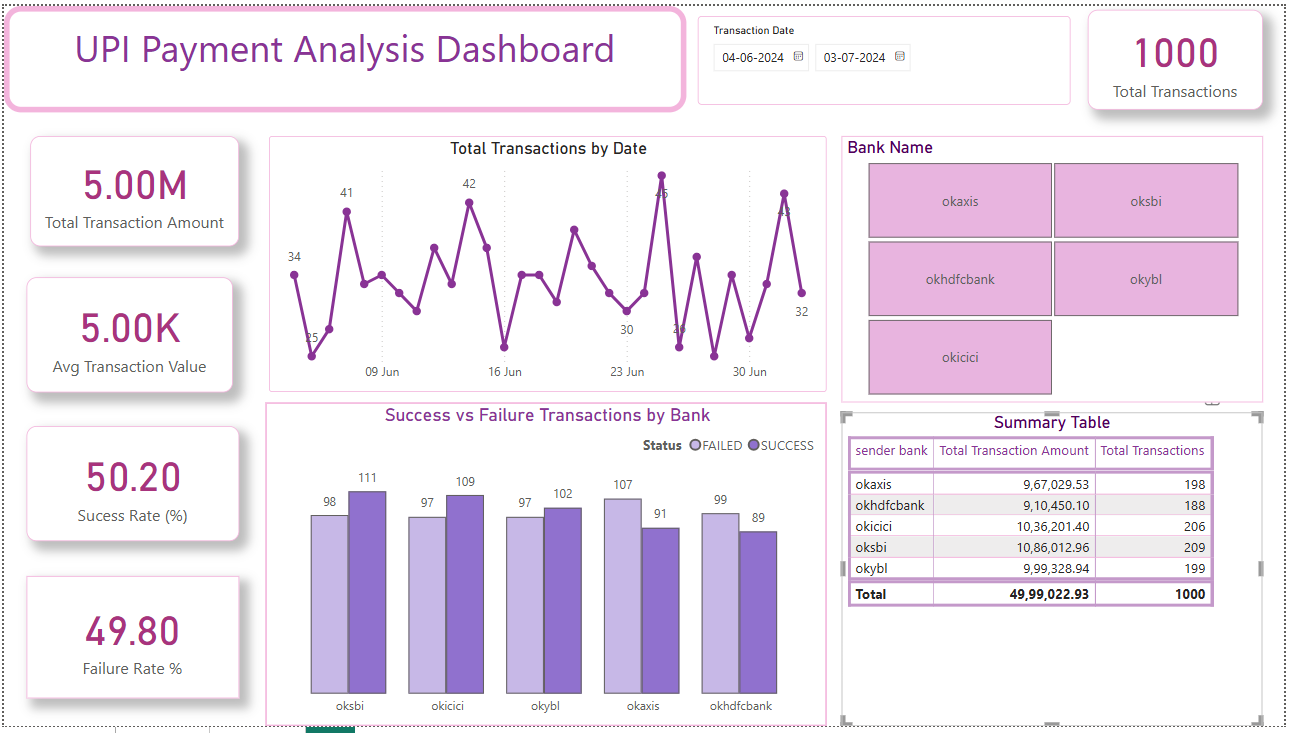 UPI Payment Analysis Dashboard
Transaction Date
04-06-2024 03-07-2024
1000
Total Transactions
5.00M
Total Transaction Amount
5.00K
Avg Transaction Value
50.20
Sucess Rate (%)
49.80
Failure Rate %
Total Transactions by Date
34 25 41 42 30 45 26 43 32
09 Jun 16 Jun 23 Jun 30 Jun
Bank Name
okaxis oksbi
okhdfcbank okybl
okicici
Success vs Failure Transactions by Bank
Status FAILED SUCCESS
98 111 97 109 97 102 107 91 99 89
oksbi okicici okybl okaxis okhdfcbank
Summary Table
sender bank Total Transaction Amount Total Transactions
okaxis 9,67,029.53 198
okhdfcbank 9,10,450.10 188
okicici 10,36,201.40 206
oksbi 10,86,012.96 209
okybl 9,99,328.94 199
Total 49,99,022.93 1000